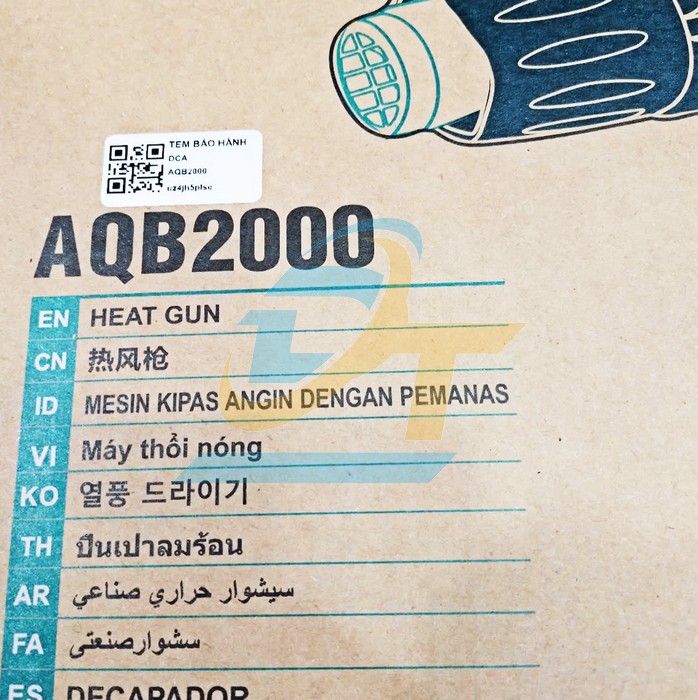 TEM BẢO HÀNH
DCA
AQB2000
AQB2000
EN HEAT GUN
CN 热风枪
ID MESIN KIPAS ANGIN DENGAN PEMANAS
VI Máy thổi nóng
KO 열풍 드라이기
TH ปืนเป่าลมร้อน
AR سيشوار حراري صناعي
FA سشوارصنعتی
ES DECAPADOR